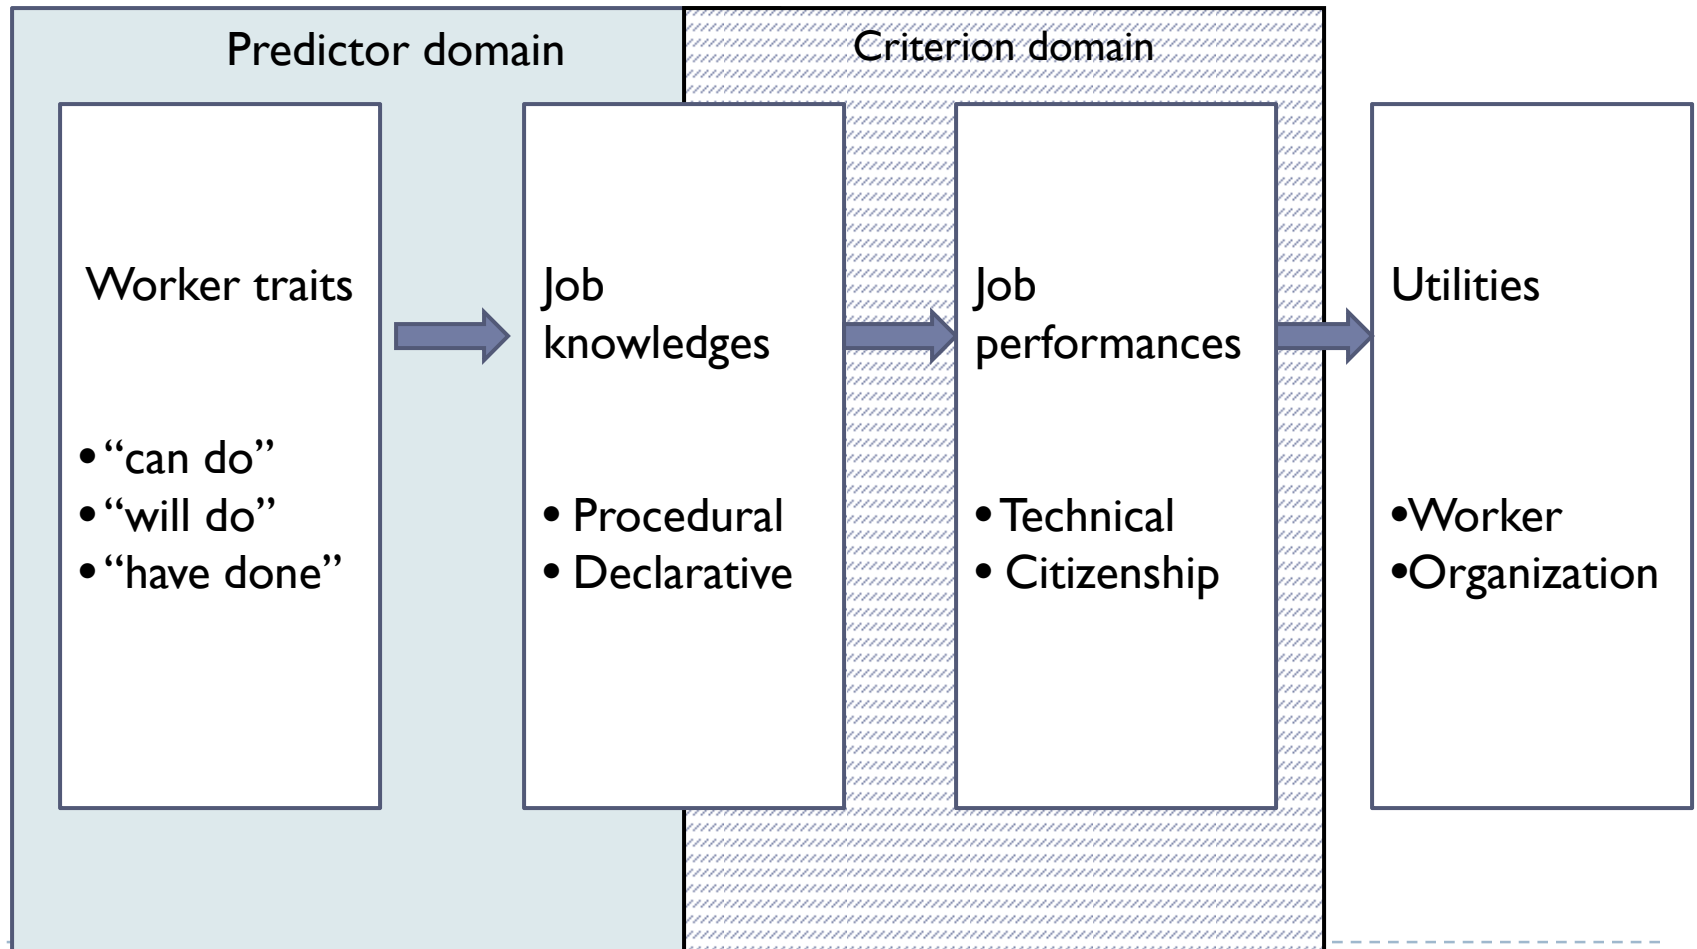 Predictor domain
Criterion domain
Worker traits
• “can do”
• “will do”
• “have done”
Job
knowledges
• Procedural
• Declarative
Job
performances
• Technical
• Citizenship
Utilities
•Worker
•Organization